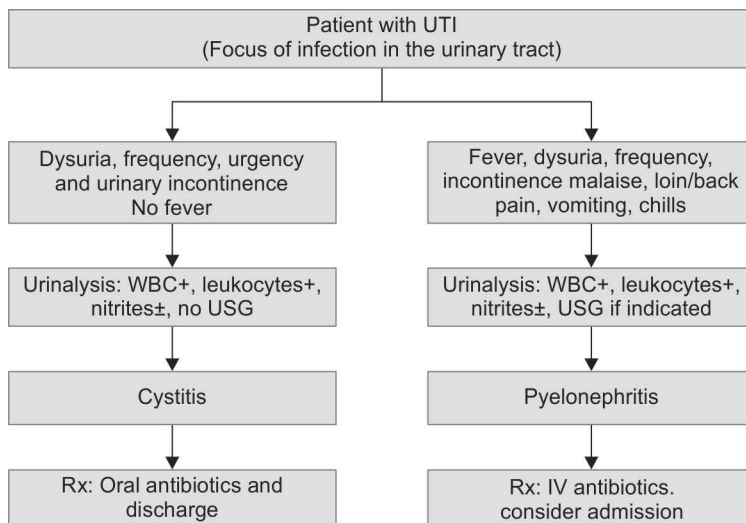 Patient with UTI
(Focus of infection in the urinary tract)
Dysuria, frequency, urgency
and urinary incontinence
No fever
Fever, dysuria, frequency,
incontinence malaise, loin/back
pain, vomiting, chills
Urinalysis: WBC+, leukocytes+,
nitrites±, no USG
Urinalysis: WBC+, leukocytes+,
nitrites±, USG if indicated
Cystitis
Pyelonephritis
Rx: Oral antibiotics and
discharge
Rx: IV antibiotics.
consider admission